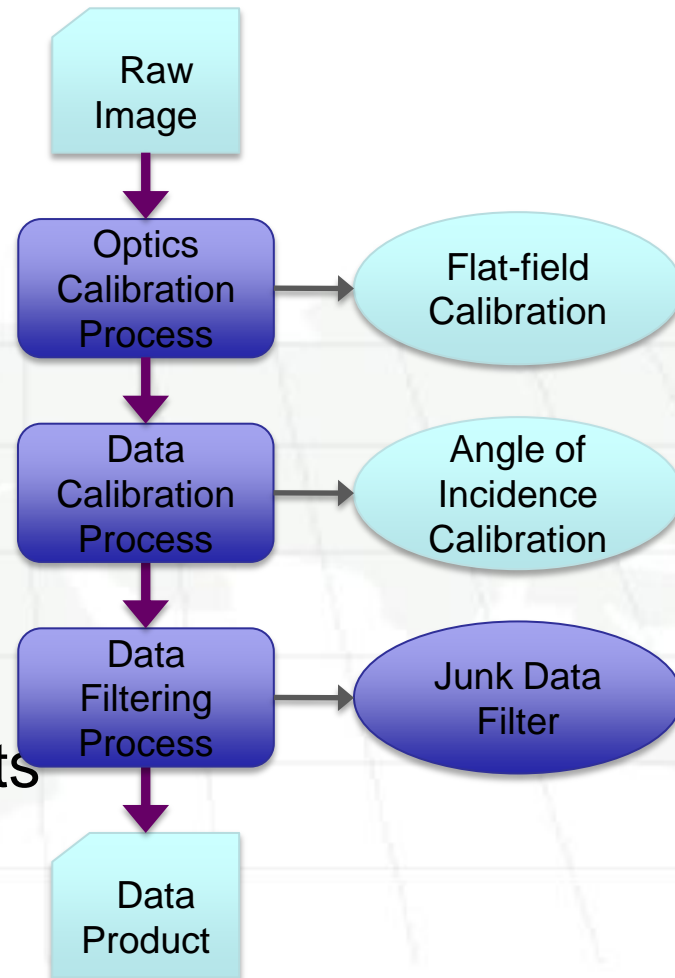 Raw
Image
Optics
Calibration
Process
Flat-field
Calibration
Data
Calibration
Process
Angle of
Incidence
Calibration
Data
Filtering
Process
Junk Data
Filter
ts
Data
Product